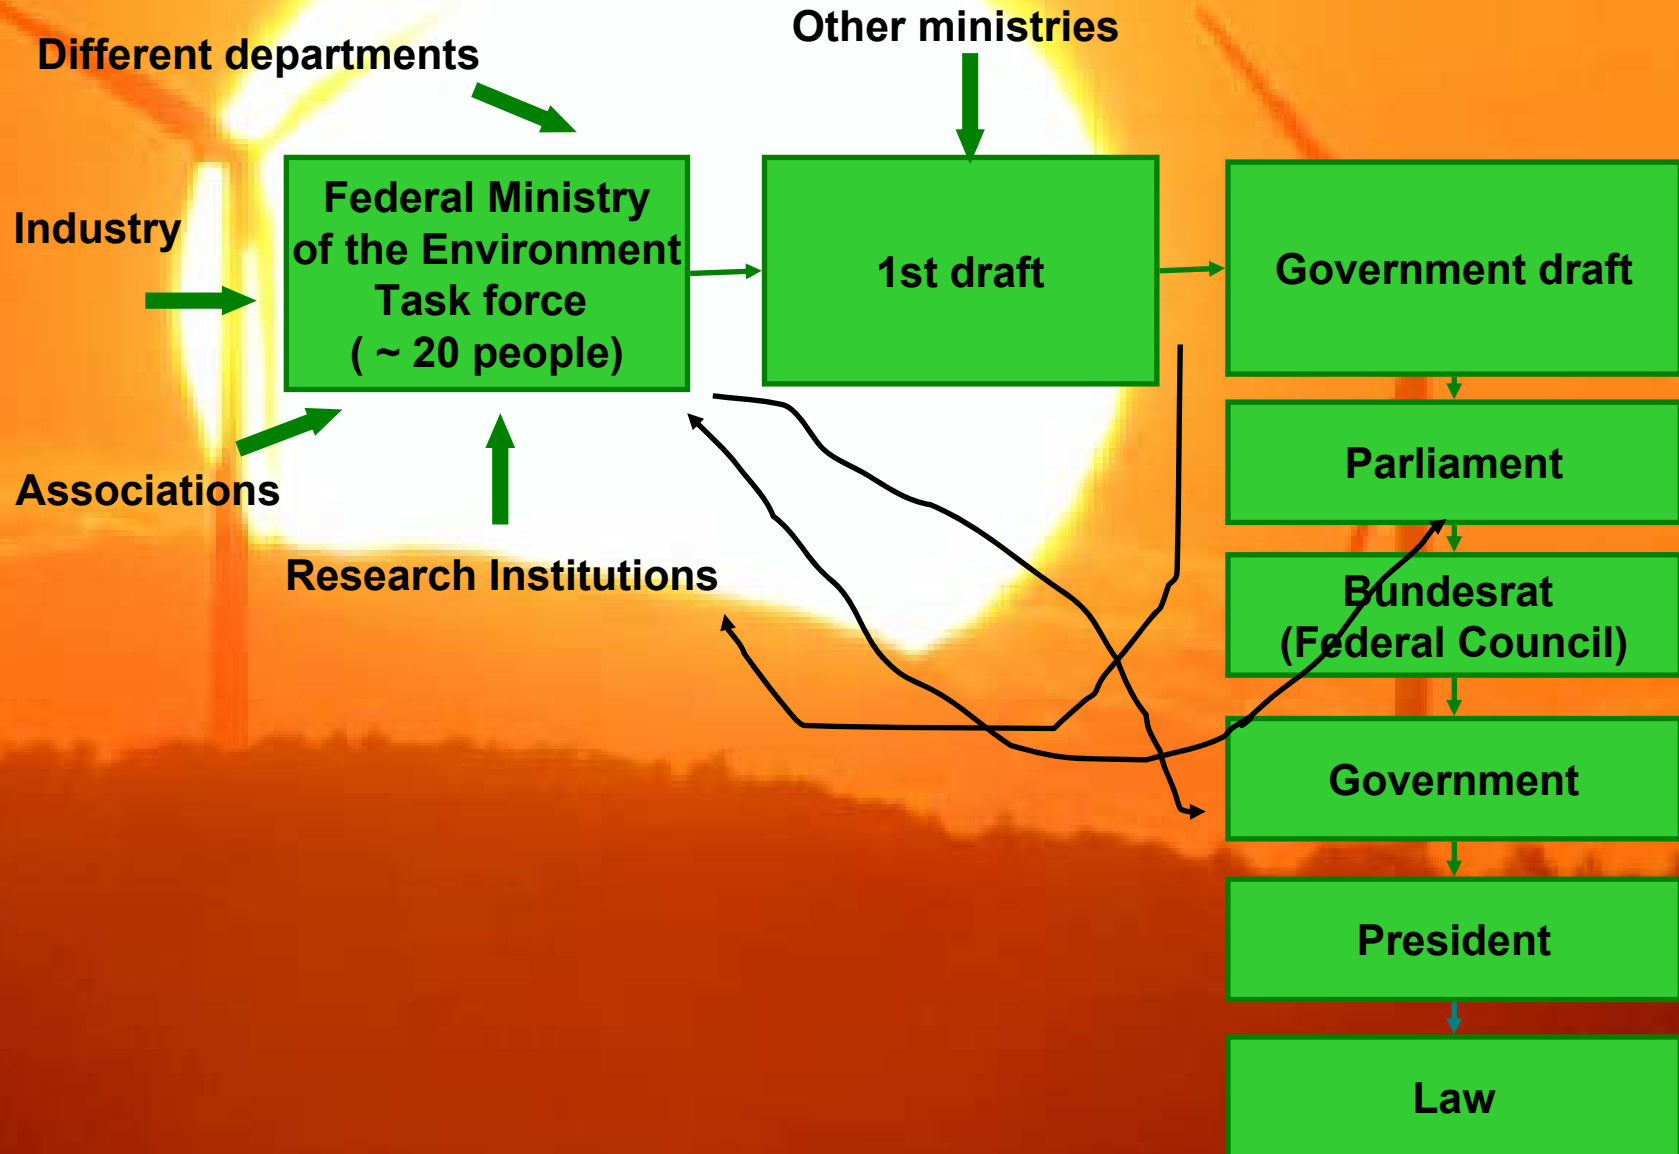 Different departments
Other ministries
Industry
Federal Ministry
of the Environment
Task force
( ~ 20 people)
1st draft
Government draft
Associations
Research Institutions
Parliament
Bundesrat
(Federal Council)
Government
President
Law